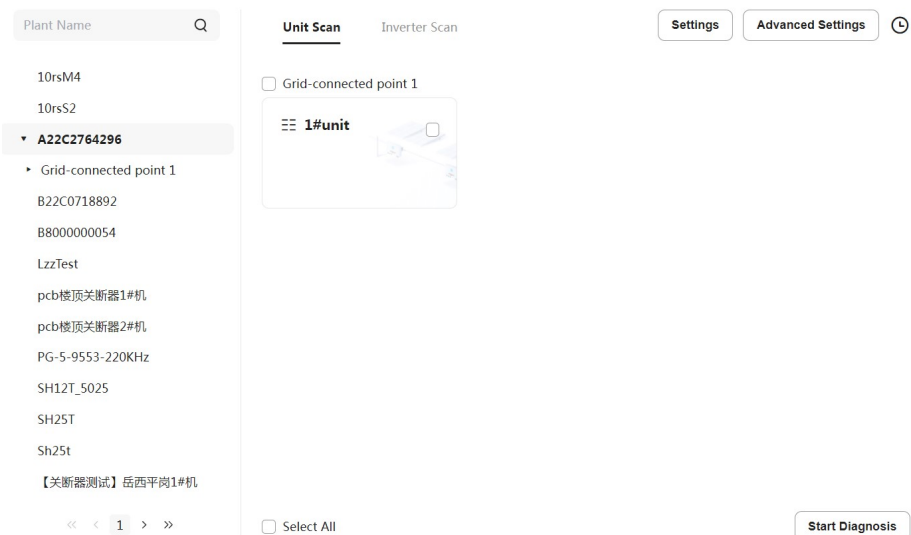 Plant Name
10rsM4
10rsS2
A22C2764296
Grid-connected point 1
B22C0718892
B8000000054
LzzTest
pcb楼顶关断器1#机
pcb楼顶关断器2#机
PG-5-9553-220KHz
SH12T_5025
SH25T
Sh25t
【关断器测试】岳西平岗1#机
1
Unit Scan Inverter Scan
Settings Advanced Settings
Grid-connected point 1
1#unit
Select All
Start Diagnosis